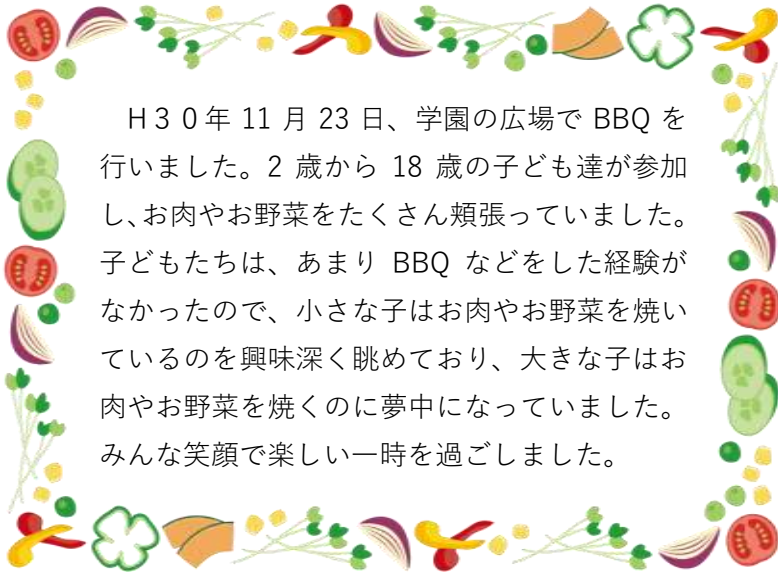 Ｈ３０年 11 月 23 日、学園の広場で BBQ を
行いました。2 歳から 18 歳の子ども達が参加
し、お肉やお野菜をたくさん頬張っていました。
子どもたちは、あまり BBQ などをした経験が
なかったので、小さな子はお肉やお野菜を焼い
ているのを興味深く眺めており、大きな子はお
肉やお野菜を焼くのに夢中になっていました。
みんな笑顔で楽しい一時を過ごしました。